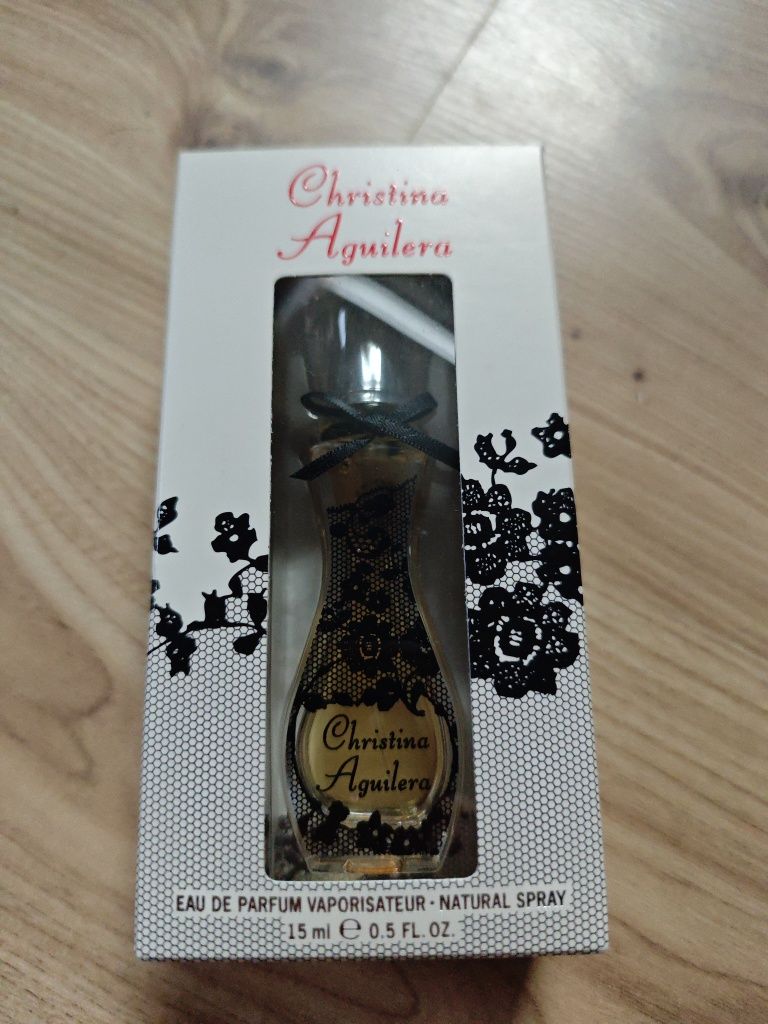 Christina
Aguilera
Christina
Aguilera
EAU DE PARFUM VAPORISATEUR · NATURAL SPRAY
15 ml ℮ 0.5 FL. OZ.